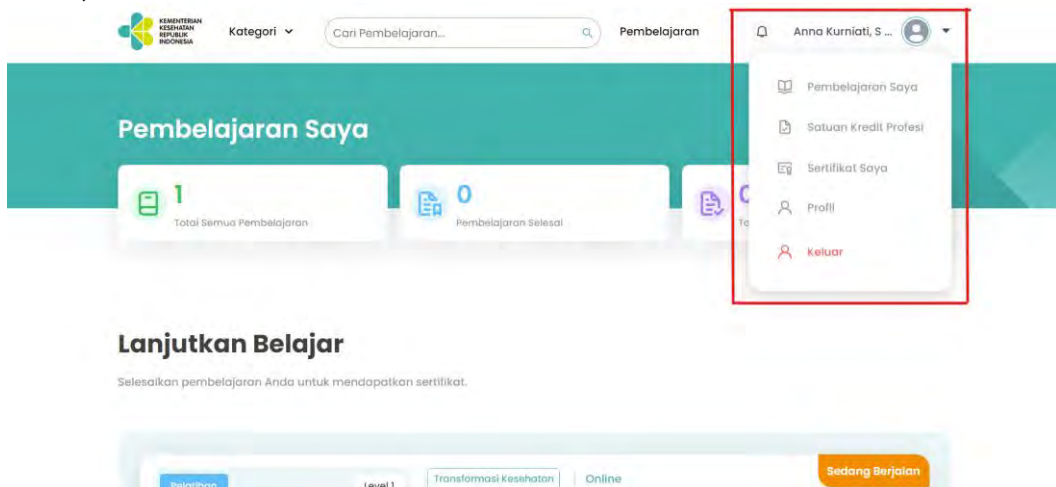 KEMENTERIAN
KESEHATAN
REPUBLIK
INDONESIA
Kategori
Cari Pembelajaran...
Pembelajaran
Anna Kurniati, S ...
Pembelajaran Saya
Satuan Kredit Profesi
Sertifikat Saya
Profil
Keluar
Pembelajaran Saya
1
Total Semua Pembelajaran
0
Pembelajaran Selesai
Lanjutkan Belajar
Selesaikan pembelajaran Anda untuk mendapatkan sertifikat.
Pelatihan
Level 1
Transformasi Kesehatan
Online
Sedang Berjalan